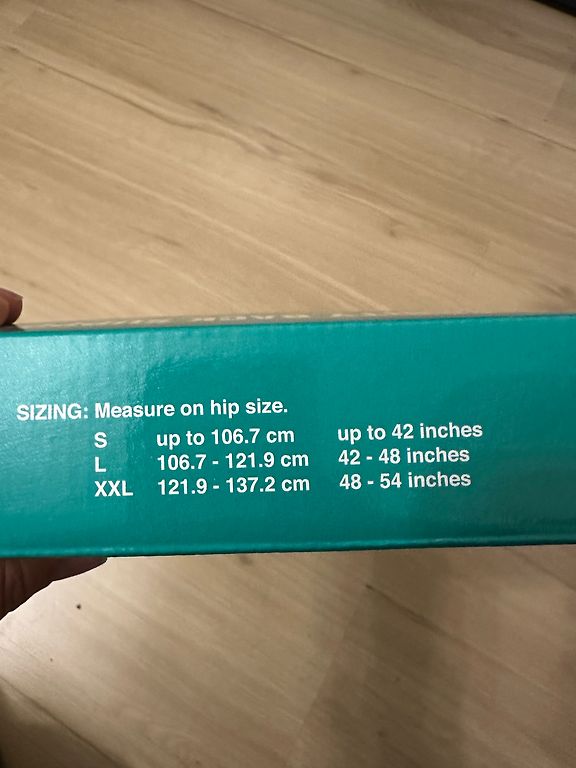 SIZING: Measure on hip size.
S up to 106.7 cm up to 42 inches
L 106.7 - 121.9 cm 42 - 48 inches
XXL 121.9 - 137.2 cm 48 - 54 inches